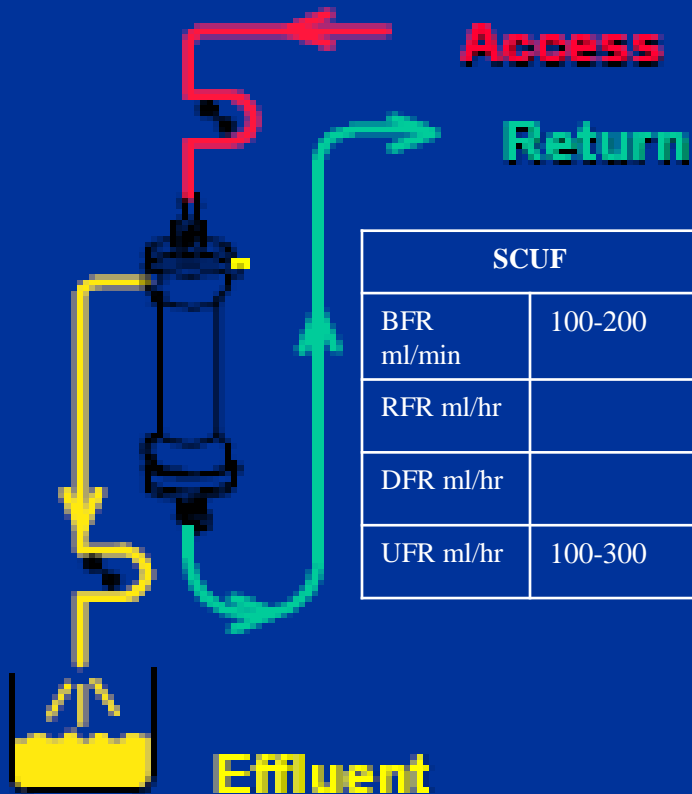 Access
Return
SCUF
BFR 100-200
ml/min
RFR ml/hr
DFR ml/hr
UFR ml/hr 100-300
Effluent